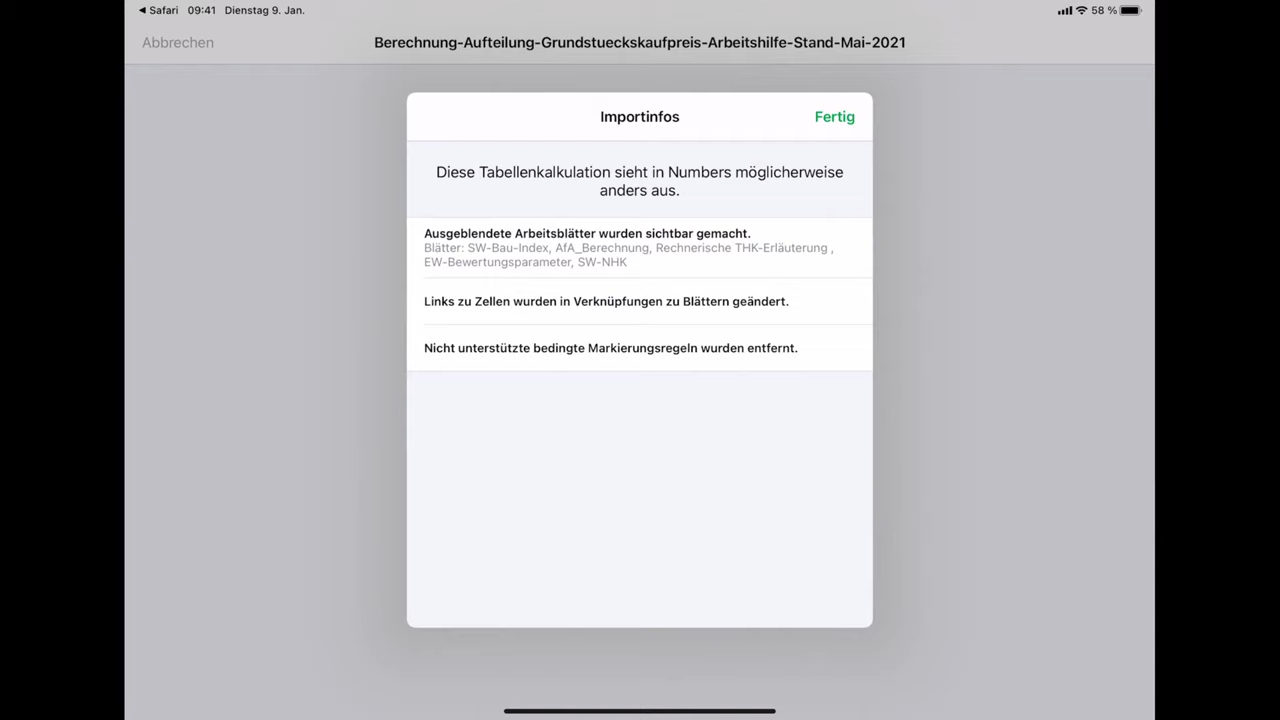 Safari 09:41 Dienstag 9. Jan. 58 %
Abbrechen Berechnung-Aufteilung-Grundstueckskaufpreis-Arbeitshilfe-Stand-Mai-2021
Importinfos Fertig
Diese Tabellenkalkulation sieht in Numbers möglicherweise
anders aus.
Ausgeblendete Arbeitsblätter wurden sichtbar gemacht.
Blätter: SW-Bau-Index, AfA_Berechnung, Rechnerische THK-Erläuterung ,
EW-Bewertungsparameter, SW-NHK
Links zu Zellen wurden in Verknüpfungen zu Blättern geändert.
Nicht unterstützte bedingte Markierungsregeln wurden entfernt.